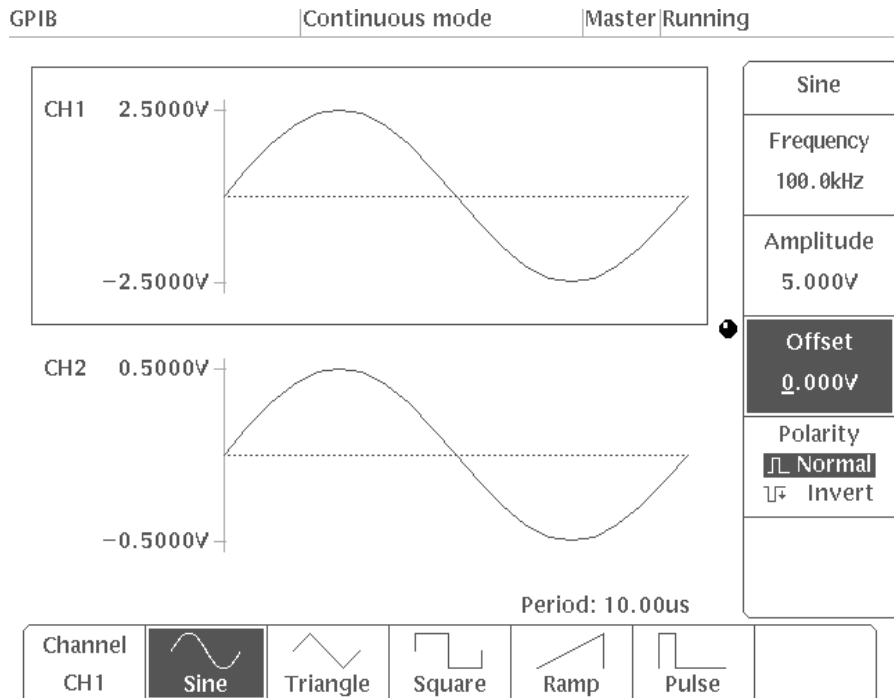 GPIB Continuous mode Master Running
CH1 2.5000V
-2.5000V
CH2 0.5000V
-0.5000V
Period: 10.00us
Sine
Frequency
100.0kHz
Amplitude
5.000V
Offset
0.000V
Polarity
Normal
Invert
Channel
CH1
Sine
Triangle
Square
Ramp
Pulse